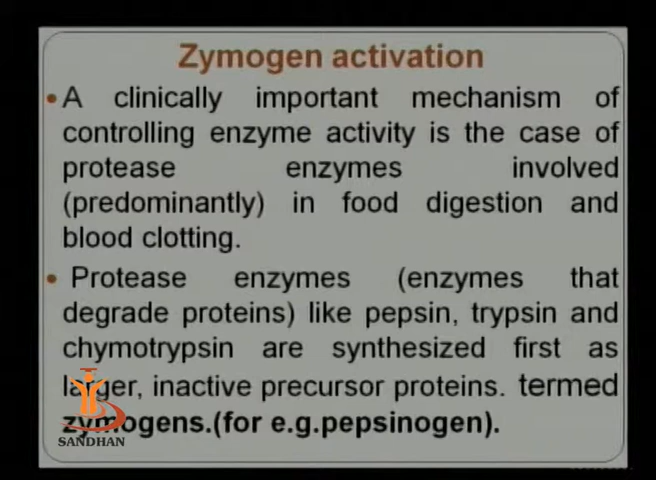 Zymogen activation
•A clinically important mechanism of
controlling enzyme activity is the case of
protease enzymes involved
(predominantly) in food digestion and
blood clotting.
• Protease enzymes (enzymes that
degrade proteins) like pepsin, trypsin and
chymotrypsin are synthesized first as
larger, inactive precursor proteins. termed
zymogens.(for e.g.pepsinogen).
SANDHAN